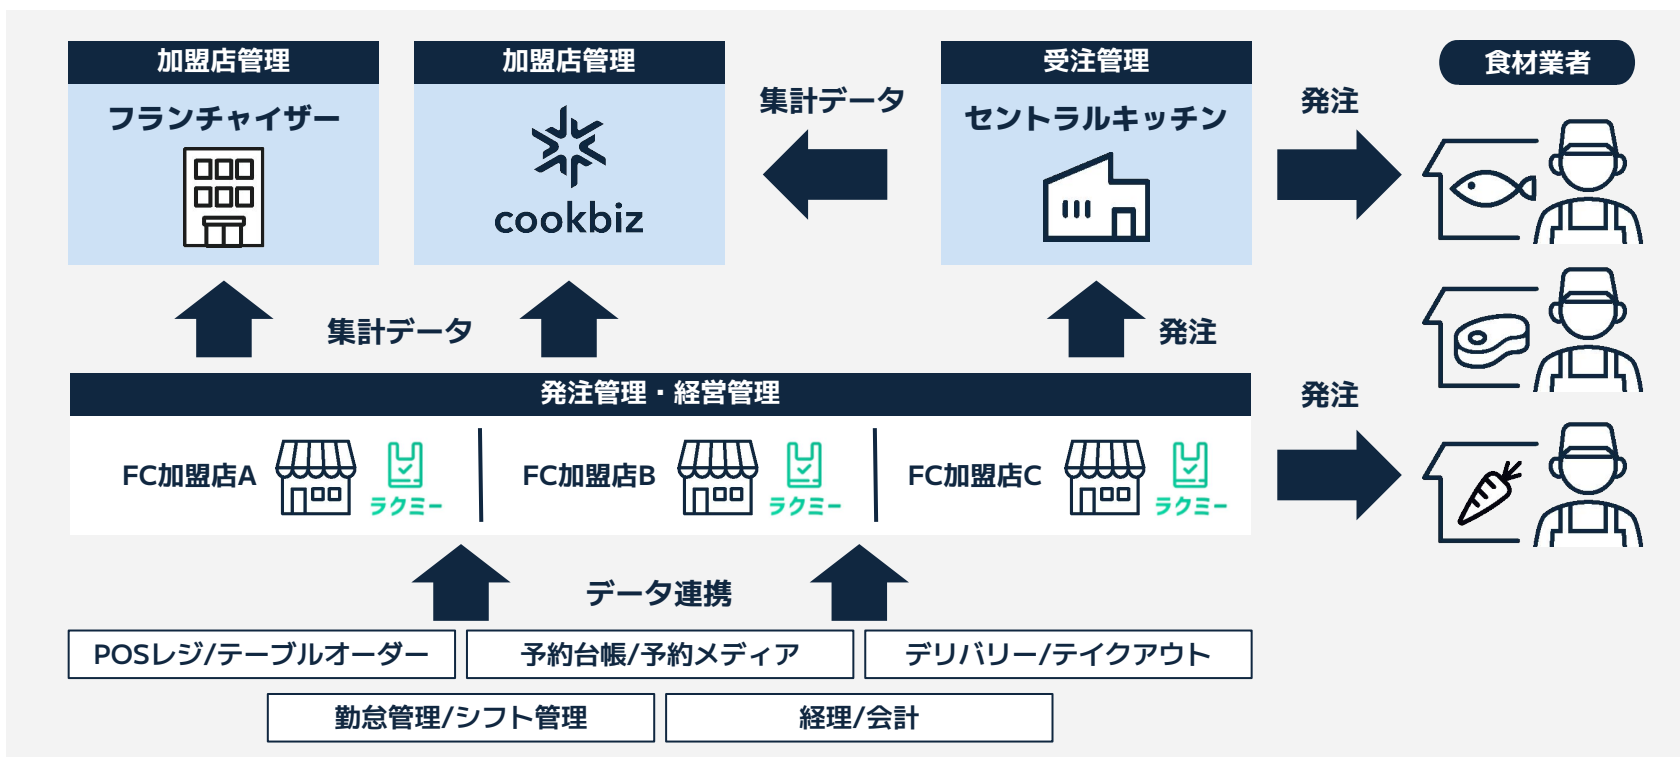 加盟店管理
フランチャイザー
加盟店管理
cookbiz
集計データ
受注管理
セントラルキッチン
発注
食材業者
集計データ
発注
発注管理・経営管理
FC加盟店A
ラクミー
FC加盟店B
ラクミー
FC加盟店C
ラクミー
発注
データ連携
POSレジ/テーブルオーダー
予約台帳/予約メディア
デリバリー/テイクアウト
勤怠管理/シフト管理
経理/会計